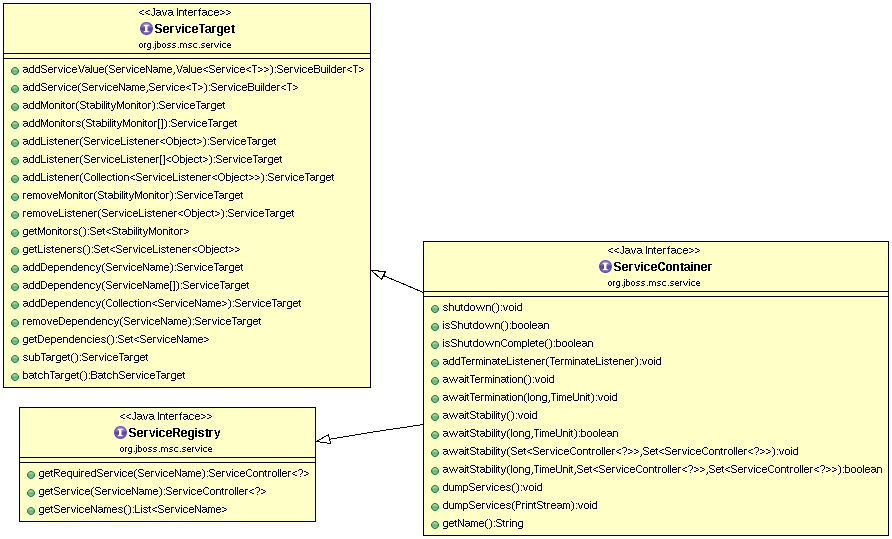 <<Java Interface>>
ServiceTarget
org.jboss.msc.service
addServiceValue(ServiceName,Value<Service<T>>):ServiceBuilder<T>
addService(ServiceName,Service<T>):ServiceBuilder<T>
addMonitor(StabilityMonitor):ServiceTarget
addMonitors(StabilityMonitor[]):ServiceTarget
addListener(ServiceListener<Object>):ServiceTarget
addListener(ServiceListener[]<Object>):ServiceTarget
addListener(Collection<ServiceListener<Object>>):ServiceTarget
removeMonitor(StabilityMonitor):ServiceTarget
removeListener(ServiceListener<Object>):ServiceTarget
getMonitors():Set<StabilityMonitor>
getListeners():Set<ServiceListener<Object>>
addDependency(ServiceName):ServiceTarget
addDependency(ServiceName[]):ServiceTarget
addDependency(Collection<ServiceName>):ServiceTarget
removeDependency(ServiceName):ServiceTarget
getDependencies():Set<ServiceName>
subTarget():ServiceTarget
batchTarget():BatchServiceTarget
<<Java Interface>>
ServiceRegistry
org.jboss.msc.service
getRequiredService(ServiceName):ServiceController<?>
getService(ServiceName):ServiceController<?>
getServiceNames():List<ServiceName>
<<Java Interface>>
ServiceContainer
org.jboss.msc.service
shutdown():void
isShutdown():boolean
isShutdownComplete():boolean
addTerminateListener(TerminateListener):void
awaitTermination():void
awaitTermination(long,TimeUnit):void
awaitStability():void
awaitStability(long,TimeUnit):boolean
awaitStability(Set<ServiceController<?>>,Set<ServiceController<?>>):void
awaitStability(long,TimeUnit,Set<ServiceController<?>>,Set<ServiceController<?>>):boolean
dumpServices():void
dumpServices(PrintStream):void
getName():String